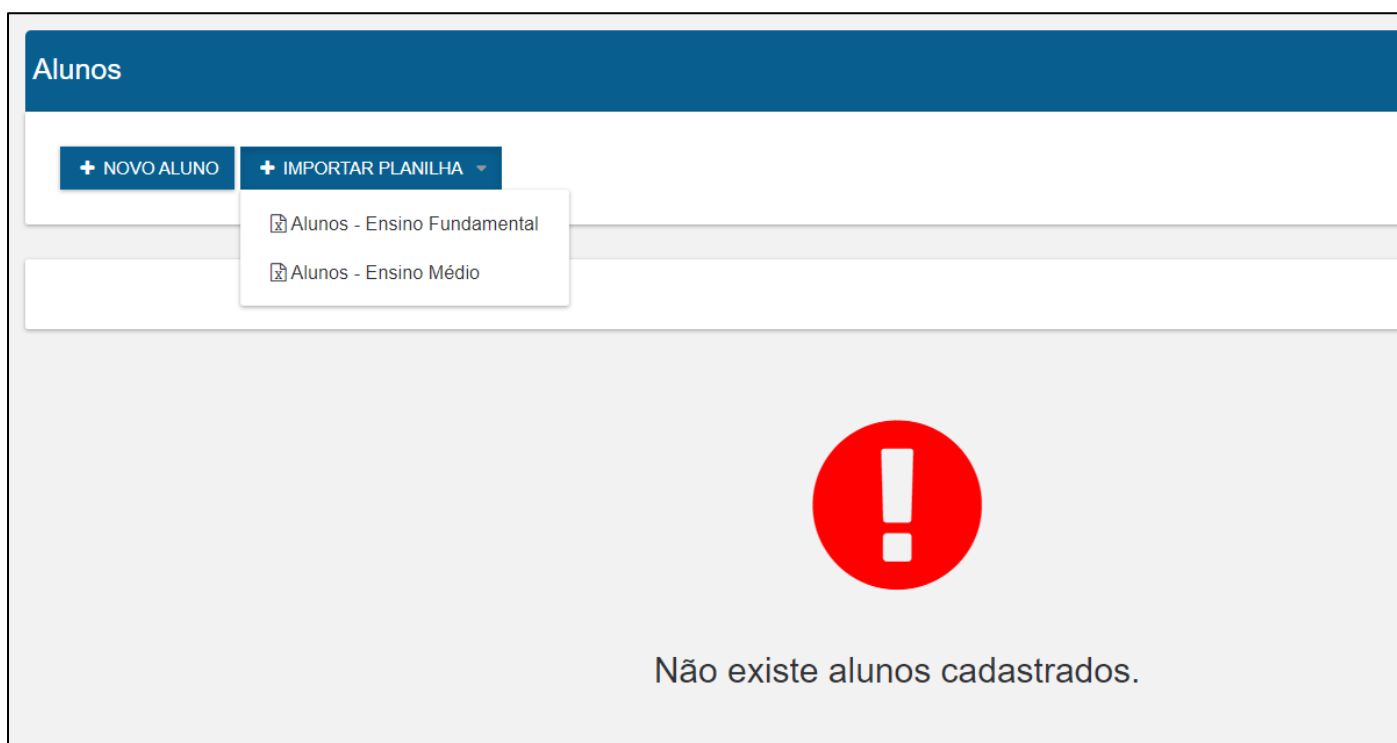 Alunos
NOVO ALUNO
IMPORTAR PLANILHA
Alunos - Ensino Fundamental
Alunos - Ensino Médio
Não existe alunos cadastrados.